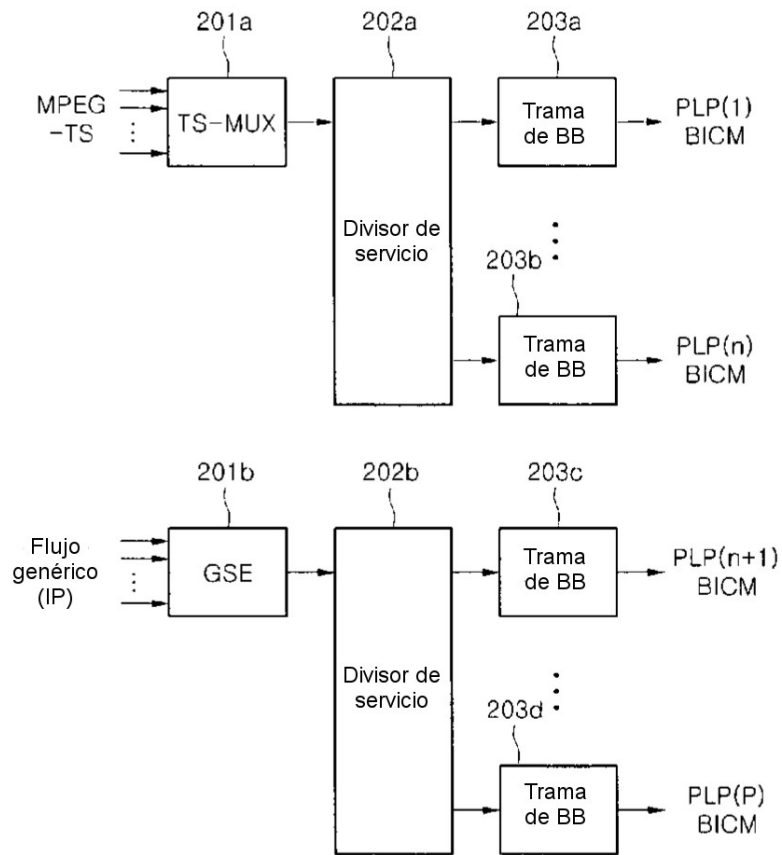 201a
202a
203a
MPEG
-TS
TS-MUX
Trama
de BB
PLP(1)
BICM
Divisor de
servicio
203b
Trama
de BB
PLP(n)
BICM
201b
202b
203c
Flujo
genérico
(IP)
GSE
Trama
de BB
PLP(n+1)
BICM
Divisor de
servicio
203d
Trama
de BB
PLP(P)
BICM